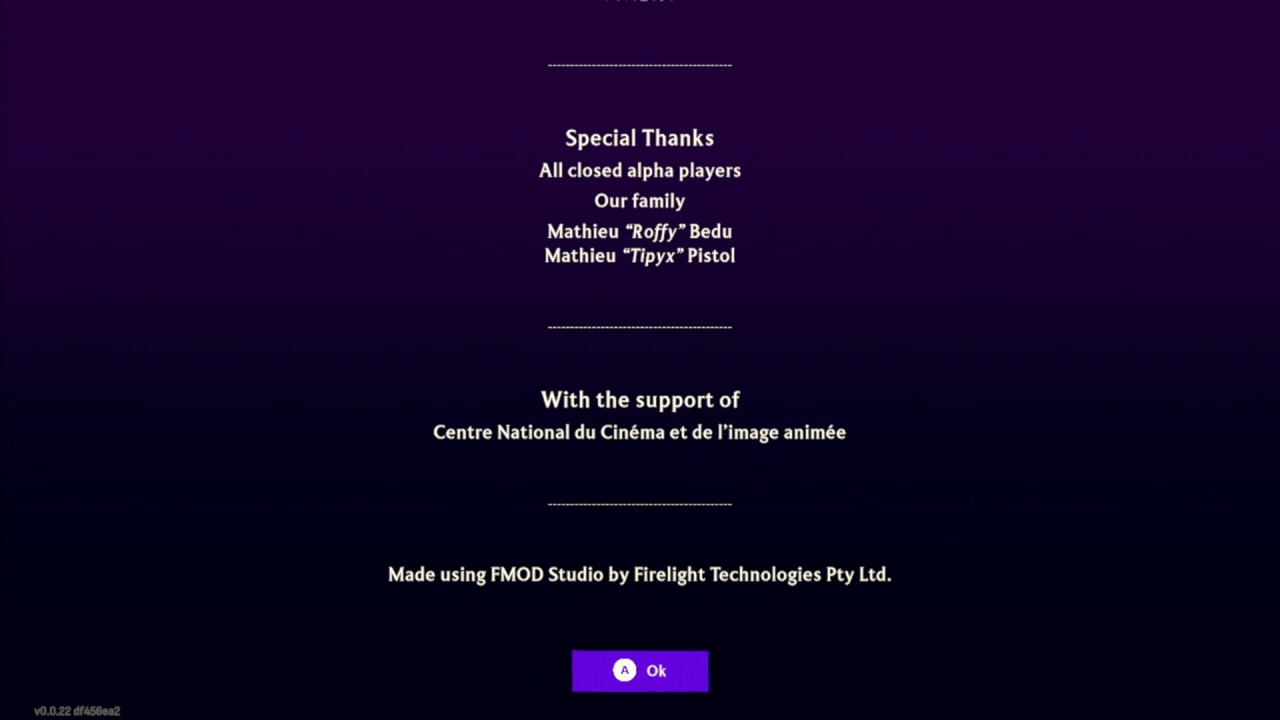 ------------------------------------------
Special Thanks
All closed alpha players
Our family
Mathieu “Roffy” Bedu
Mathieu “Tipyx” Pistol
------------------------------------------
With the support of
Centre National du Cinéma et de l’image animée
------------------------------------------
Made using FMOD Studio by Firelight Technologies Pty Ltd.
A Ok
v0.0.22 df456ea2